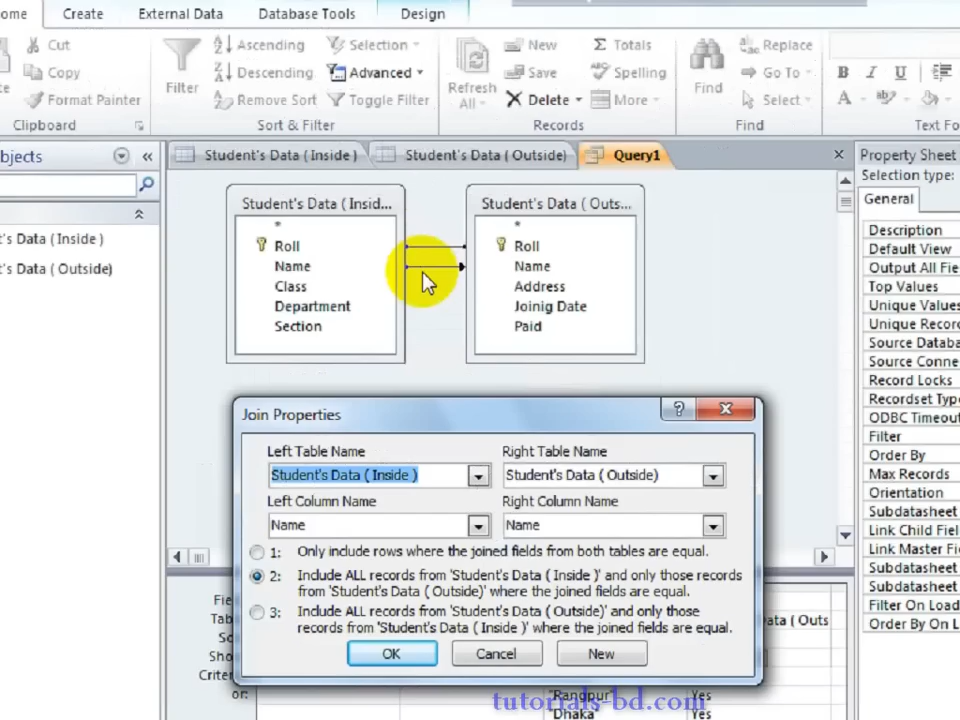 ome Create External Data Database Tools Design
Cut
Copy
Format Painter
Clipboard
Filter
Ascending
Descending
Remove Sort
Selection
Advanced
Toggle Filter
Sort & Filter
Refresh
All
New
Save
Delete
Totals
Spelling
More
Records
Find
Replace
Go To
Select
Find
B I U
A
Text Fo
bjects
Student's Data ( Inside )
Student's Data ( Outside)
Query1
t's Data ( Inside )
t's Data ( Outside)
Student's Data ( Insid...
*
Roll
Name
Class
Department
Section
Student's Data ( Outs...
*
Roll
Name
Address
Joinig Date
Paid
Property Sheet
Selection type:
General
Description
Default View
Output All Fie
Top Values
Unique Values
Unique Recor
Source Databa
Source Conne
Record Locks
Recordset Typ
ODBC Timeout
Filter
Order By
Max Records
Orientation
Subdatasheet
Link Child Fiel
Link Master Fi
Subdatasheet
Subdatasheet
Filter On Load
Order By On L
Join Properties
Left Table Name
Right Table Name
Student's Data ( Inside )
Student's Data ( Outside)
Left Column Name
Right Column Name
Name
Name
1: Only include rows where the joined fields from both tables are equal.
2: Include ALL records from 'Student's Data ( Inside )' and only those records
from 'Student's Data ( Outside)' where the joined fields are equal.
3: Include ALL records from 'Student's Data ( Outside)' and only those
records from 'Student's Data ( Inside )' where the joined fields are equal.
OK
Cancel
New
Fie
Tab
So
Sho
Criter
or:
ata ( Outs
"Rangpur" Yes
"Dhaka" Yes
tutorials-bd.com